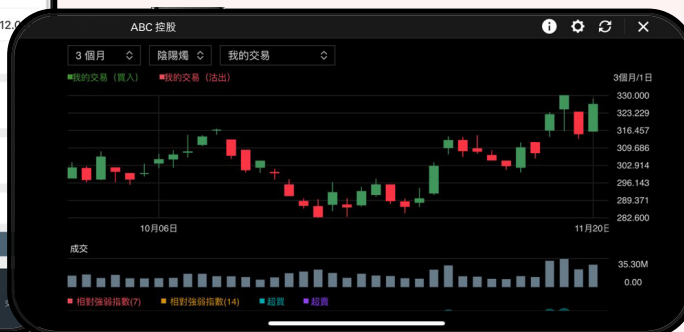 12.0
ABC 控股
3 個月 陰陽燭 我的交易
我的交易（買入） 我的交易（沽出） 3個月/1日
330.000
323.229
316.457
309.686
302.914
296.143
289.371
282.600
10月06日 11月20日
成交
35.30M
0.00
相對強弱指數(7) 相對強弱指數(14) 超買 超賣